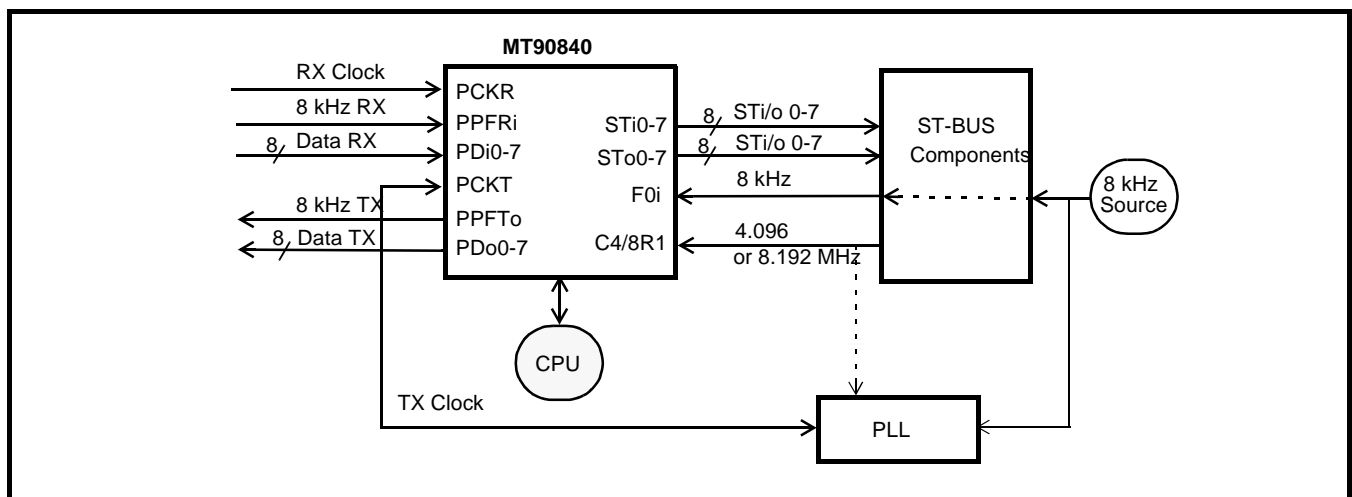 MT90840
RX Clock
8 kHz RX
8 Data RX
8 kHz TX
8 Data TX
PCKR
PPFRi
PDi0-7
PCKT
PPFTo
PDo0-7
STi0-7
STo0-7
F0i
C4/8R1
8 STi/o 0-7
8 STi/o 0-7
8 kHz
4.096
or 8.192 MHz
ST-BUS
Components
8 kHz
Source
CPU
TX Clock
PLL